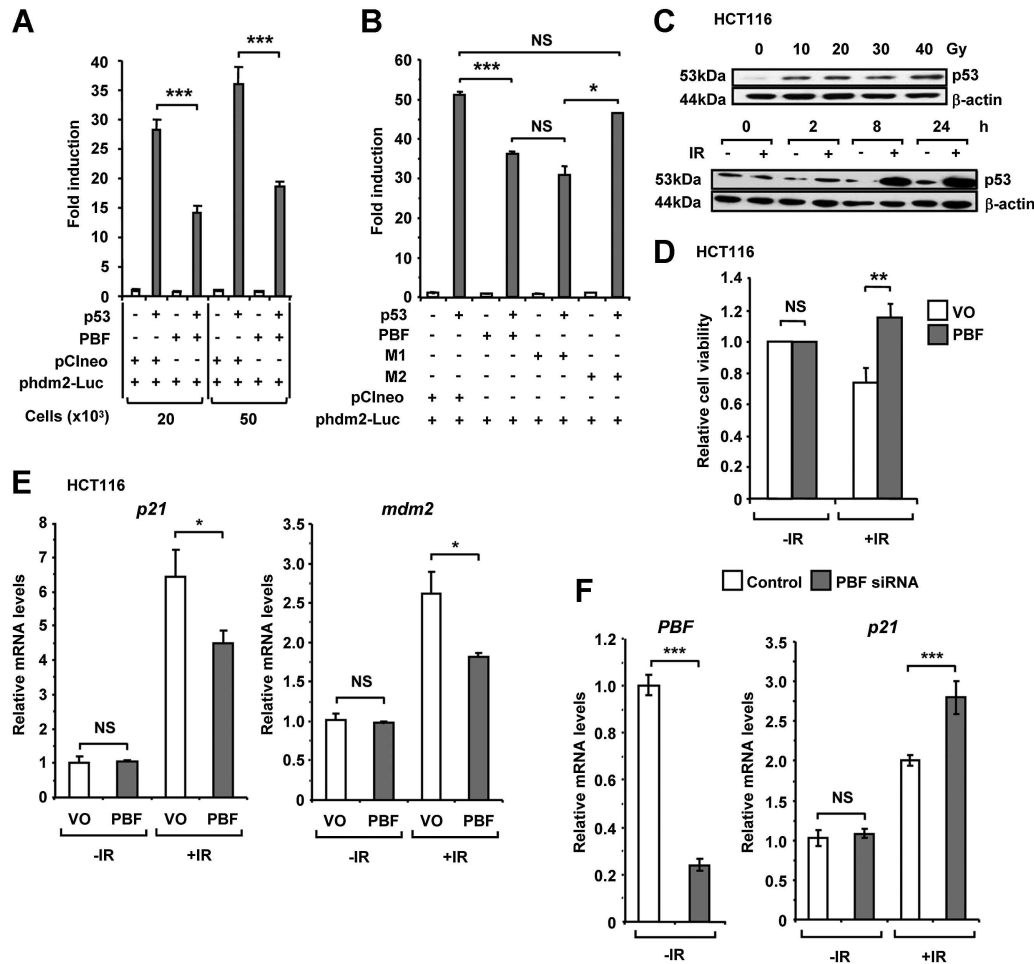 A
***
***
40
35
30
25
20
15
10
5
0
Fold induction
p53 - + - + - + - +
PBF - - + + - - + +
pCIneo + + - - + + - -
phdm2-Luc + + + + + + + +
Cells (x10³) 20 50
B
NS
***
*
NS
60
50
40
30
20
10
0
Fold induction
p53 - + - + - + - +
PBF - - + + - - - -
M1 - - - - + + - -
M2 - - - - - - + +
pCIneo + + - - - - - -
phdm2-Luc + + + + + + + +
C HCT116
0 10 20 30 40 Gy
53kDa p53
44kDa β-actin
0 2 8 24 h
IR - + - + - + - +
53kDa p53
44kDa β-actin
D HCT116
1.4
1.2
1.0
0.8
0.6
0.4
0.2
0
Relative cell viability
NS
**
VO
PBF
-IR +IR
E HCT116
p21
8
7
6
5
4
3
2
1
0
Relative mRNA levels
NS
*
VO PBF VO PBF
-IR +IR
mdm2
3.5
3.0
2.5
2.0
1.5
1.0
0.5
0
Relative mRNA levels
NS
*
VO PBF VO PBF
-IR +IR
F
Control PBF siRNA
PBF
1.2
1.0
0.8
0.6
0.4
0.2
0
Relative mRNA levels
***
-IR
p21
3.5
3.0
2.5
2.0
1.5
1.0
0.5
0.0
Relative mRNA levels
NS
***
-IR +IR